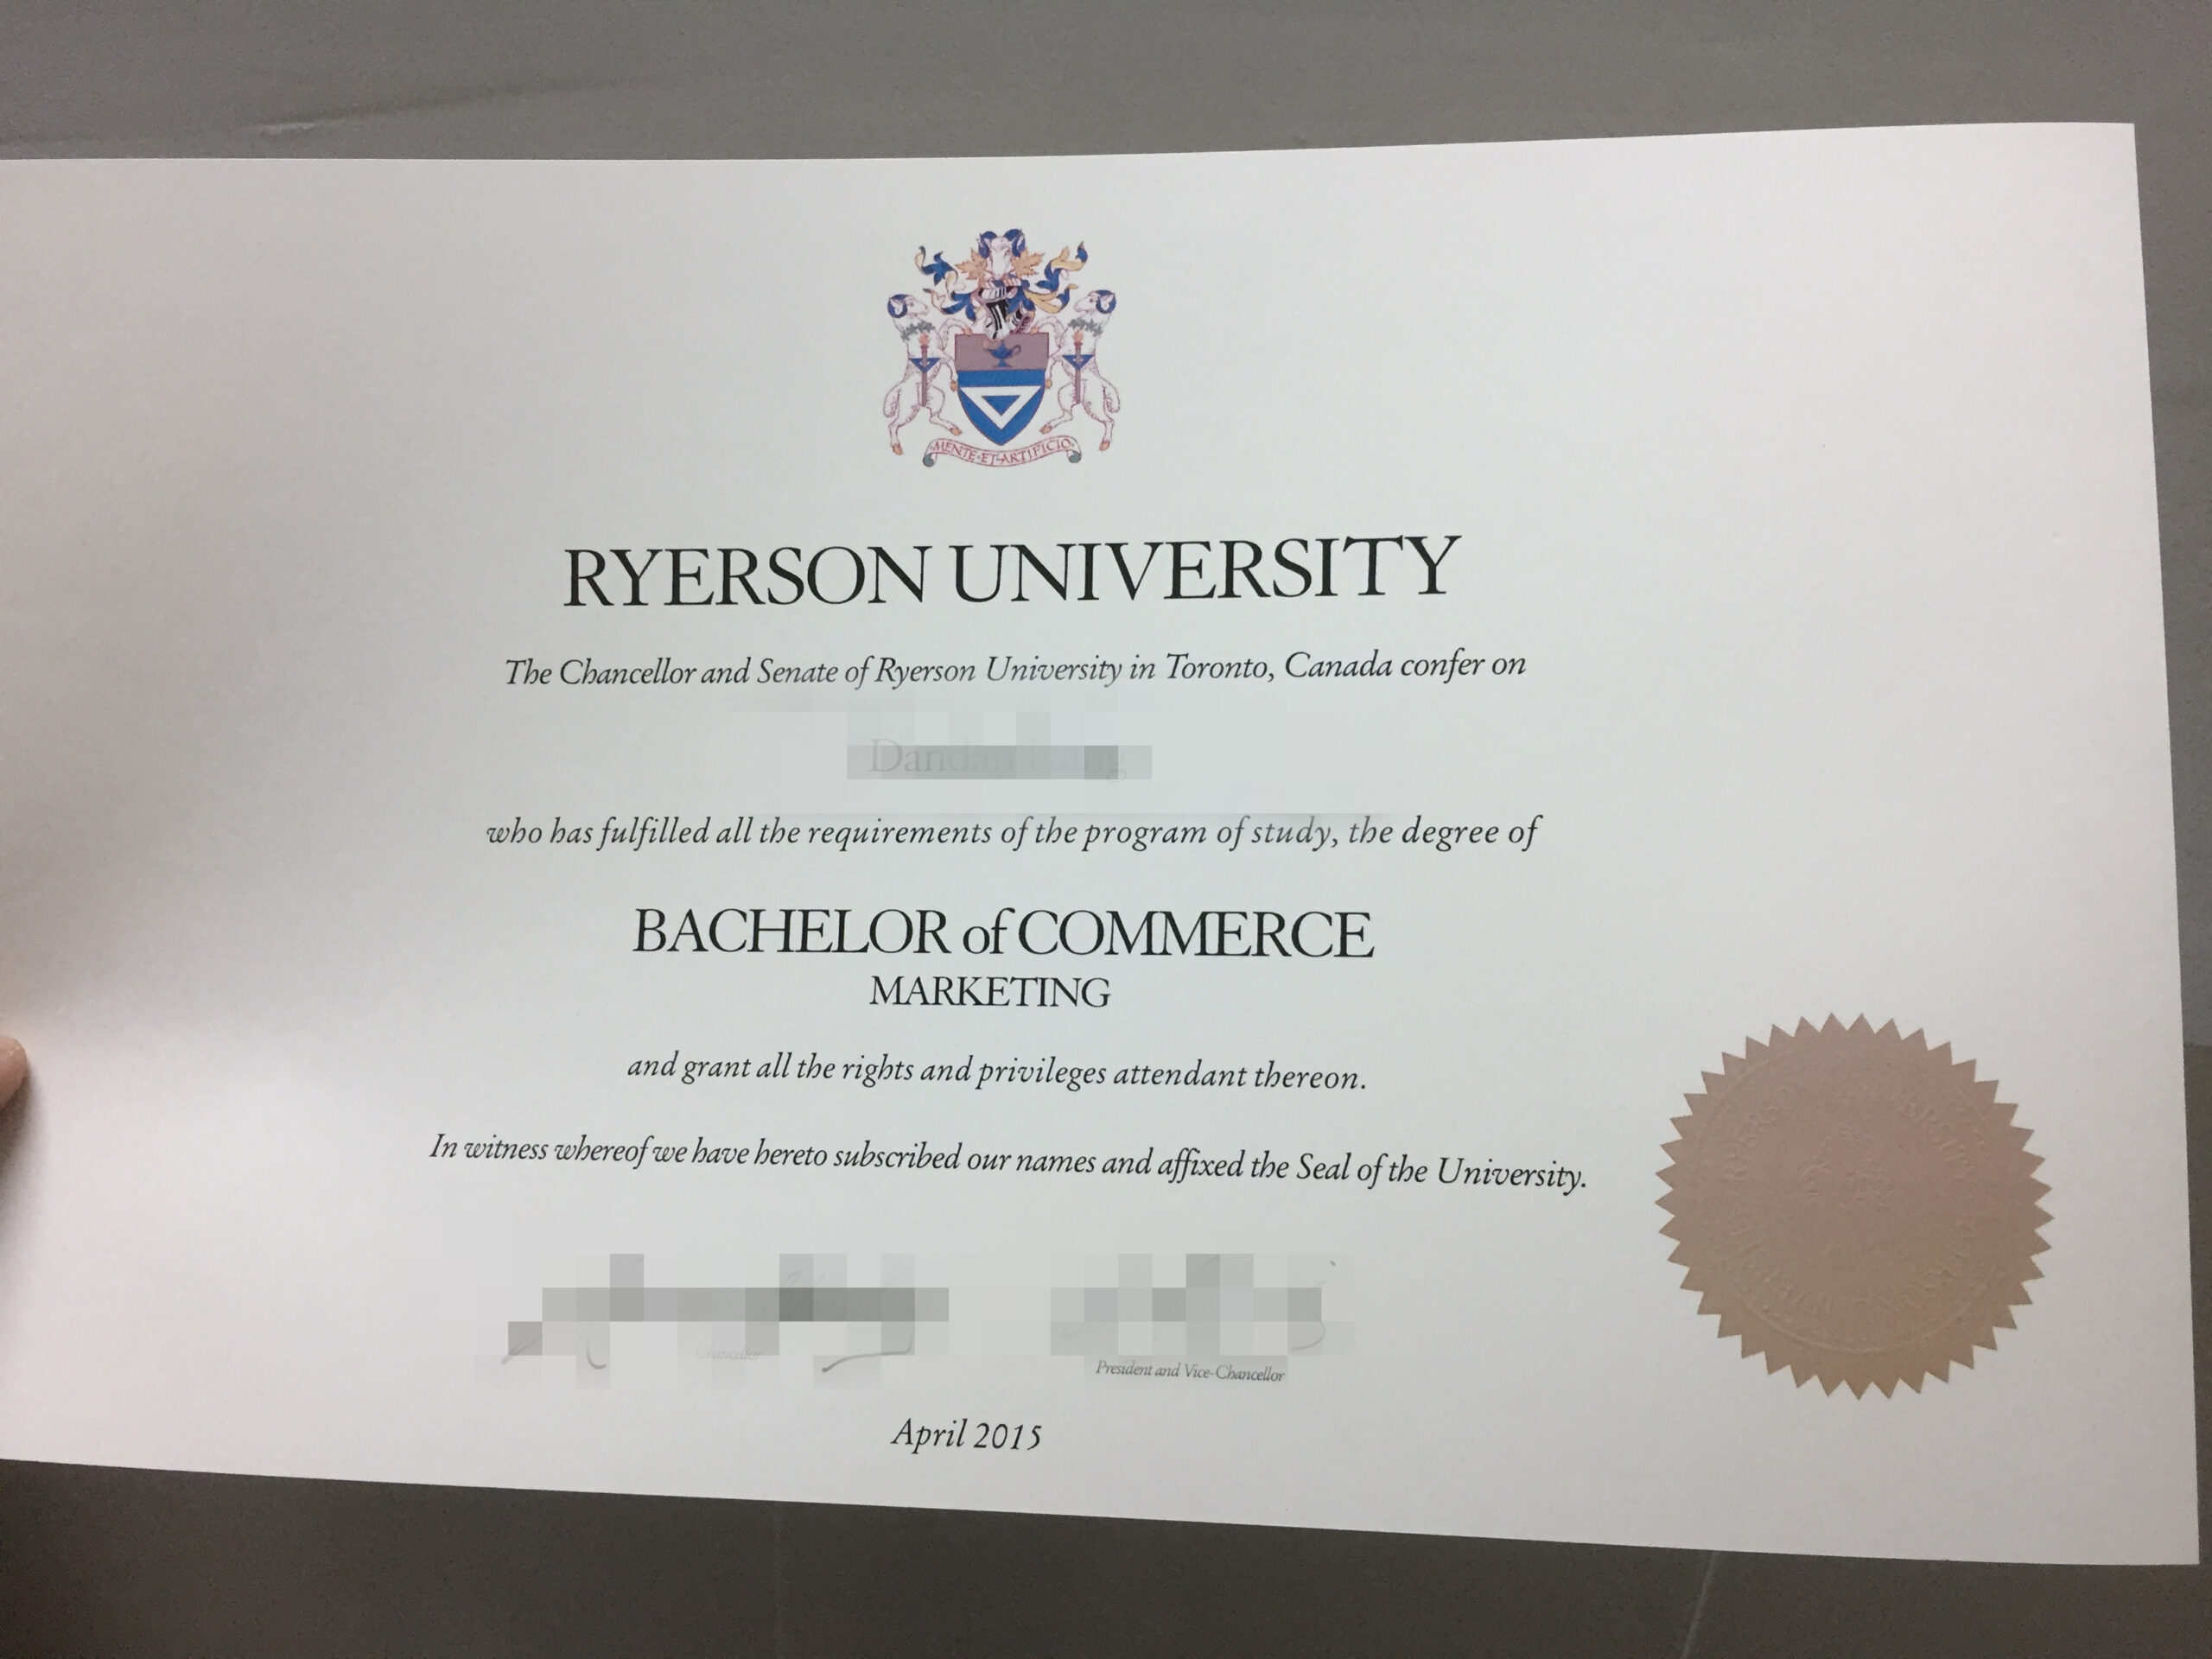 MENTE·ET·ARTIFICIO
RYERSON UNIVERSITY
The Chancellor and Senate of Ryerson University in Toronto, Canada confer on
who has fulfilled all the requirements of the program of study, the degree of
BACHELOR of COMMERCE
MARKETING
and grant all the rights and privileges attendant thereon.
In witness whereof we have hereto subscribed our names and affixed the Seal of the University.
Chancellor
President and Vice-Chancellor
April 2015